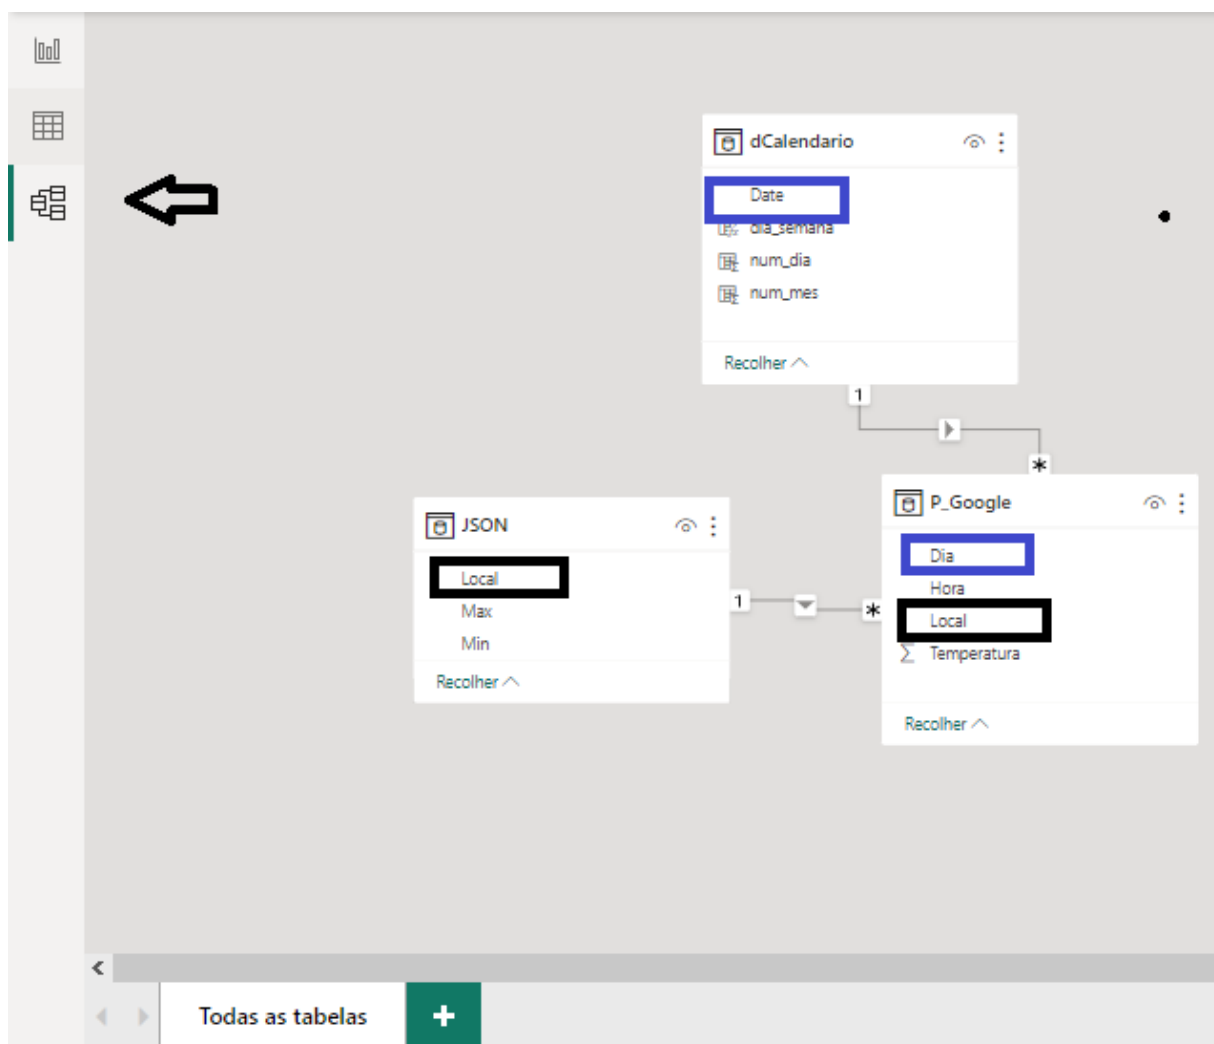 dCalendario
Date
dia_semana
num_dia
num_mes
Recolher
1
*
JSON
Local
Max
Min
Recolher
1
*
P_Google
Dia
Hora
Local
Temperatura
Recolher
Todas as tabelas